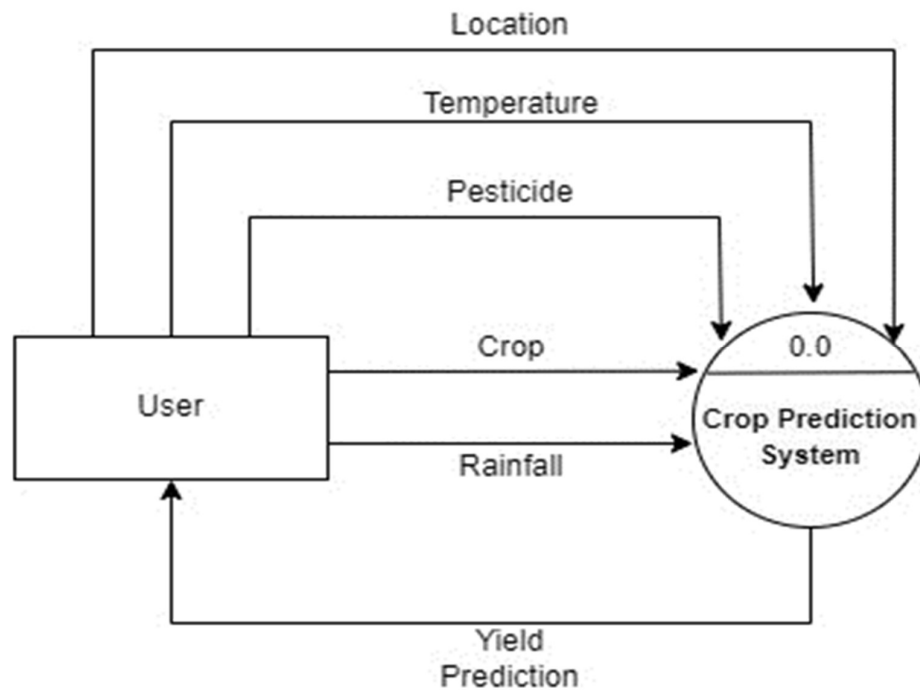 Location
Temperature
Pesticide
Crop
0.0
User
Crop Prediction
System
Rainfall
Yield
Prediction